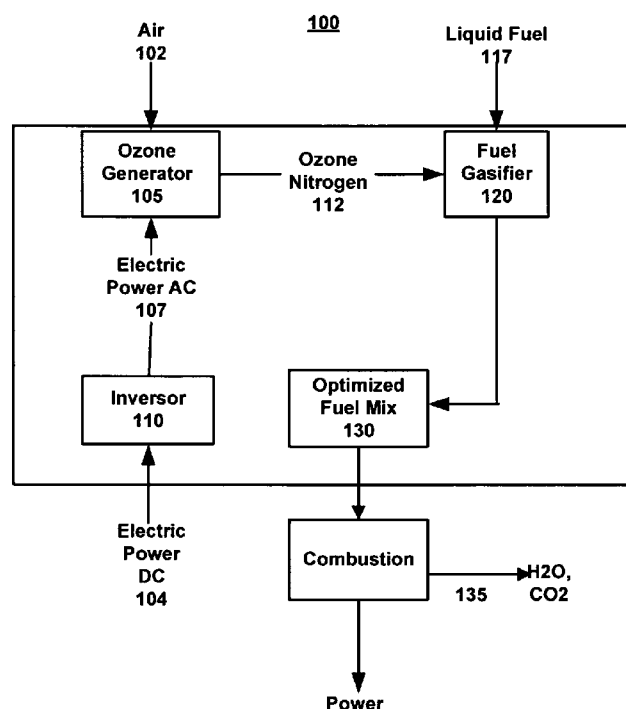 100
Air
102
Liquid Fuel
117
Ozone
Generator
105
Ozone
Nitrogen
112
Fuel
Gasifier
120
Electric
Power AC
107
Inversor
110
Optimized
Fuel Mix
130
Electric
Power
DC
104
Combustion
135
H2O,
CO2
Power